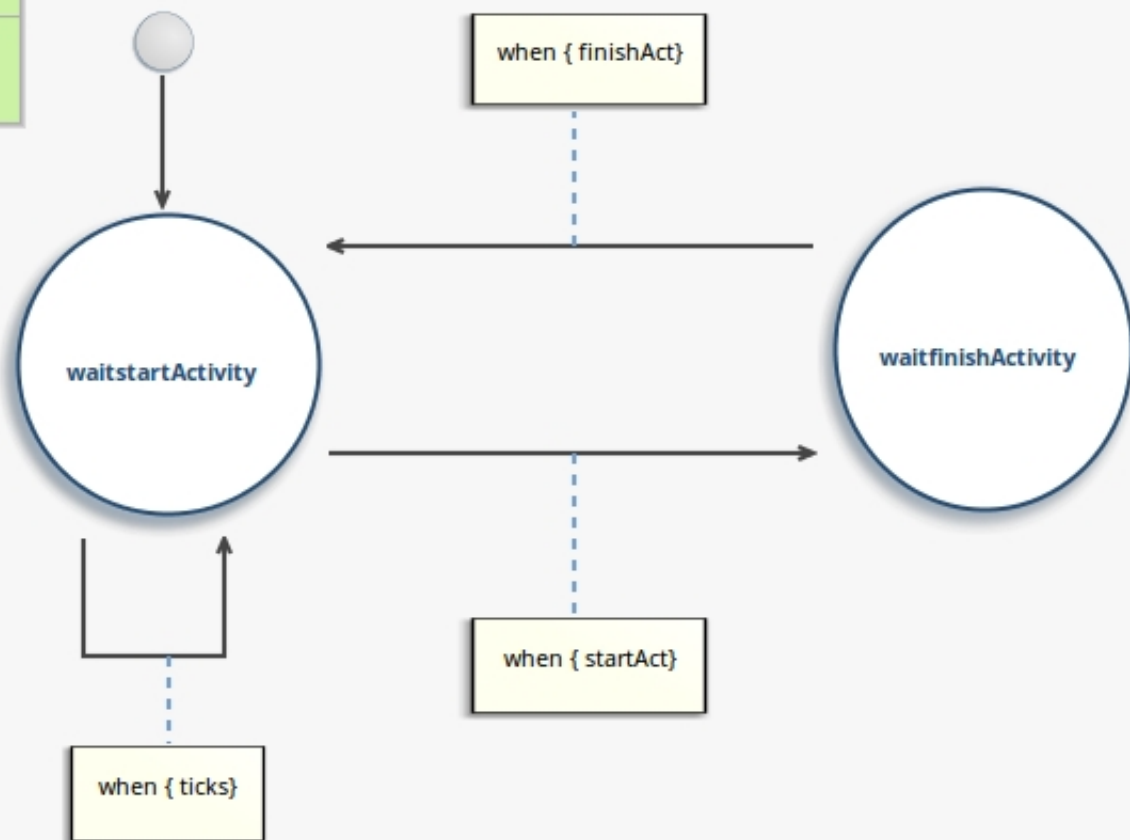 when { finishAct}
waitstartActivity
waitfinishActivity
when { startAct}
when { ticks}